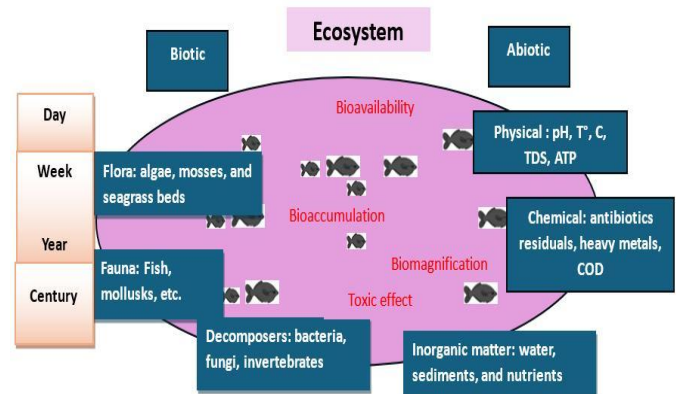 Ecosystem
Biotic
Abiotic
Day
Week
Year
Century
Bioavailability
Physical : pH, T°, C,
TDS, ATP
Flora: algae, mosses, and
seagrass beds
Bioaccumulation
Chemical: antibiotics
residuals, heavy metals,
COD
Biomagnification
Fauna: Fish,
mollusks, etc.
Toxic effect
Decomposers: bacteria,
fungi, invertebrates
Inorganic matter: water,
sediments, and nutrients